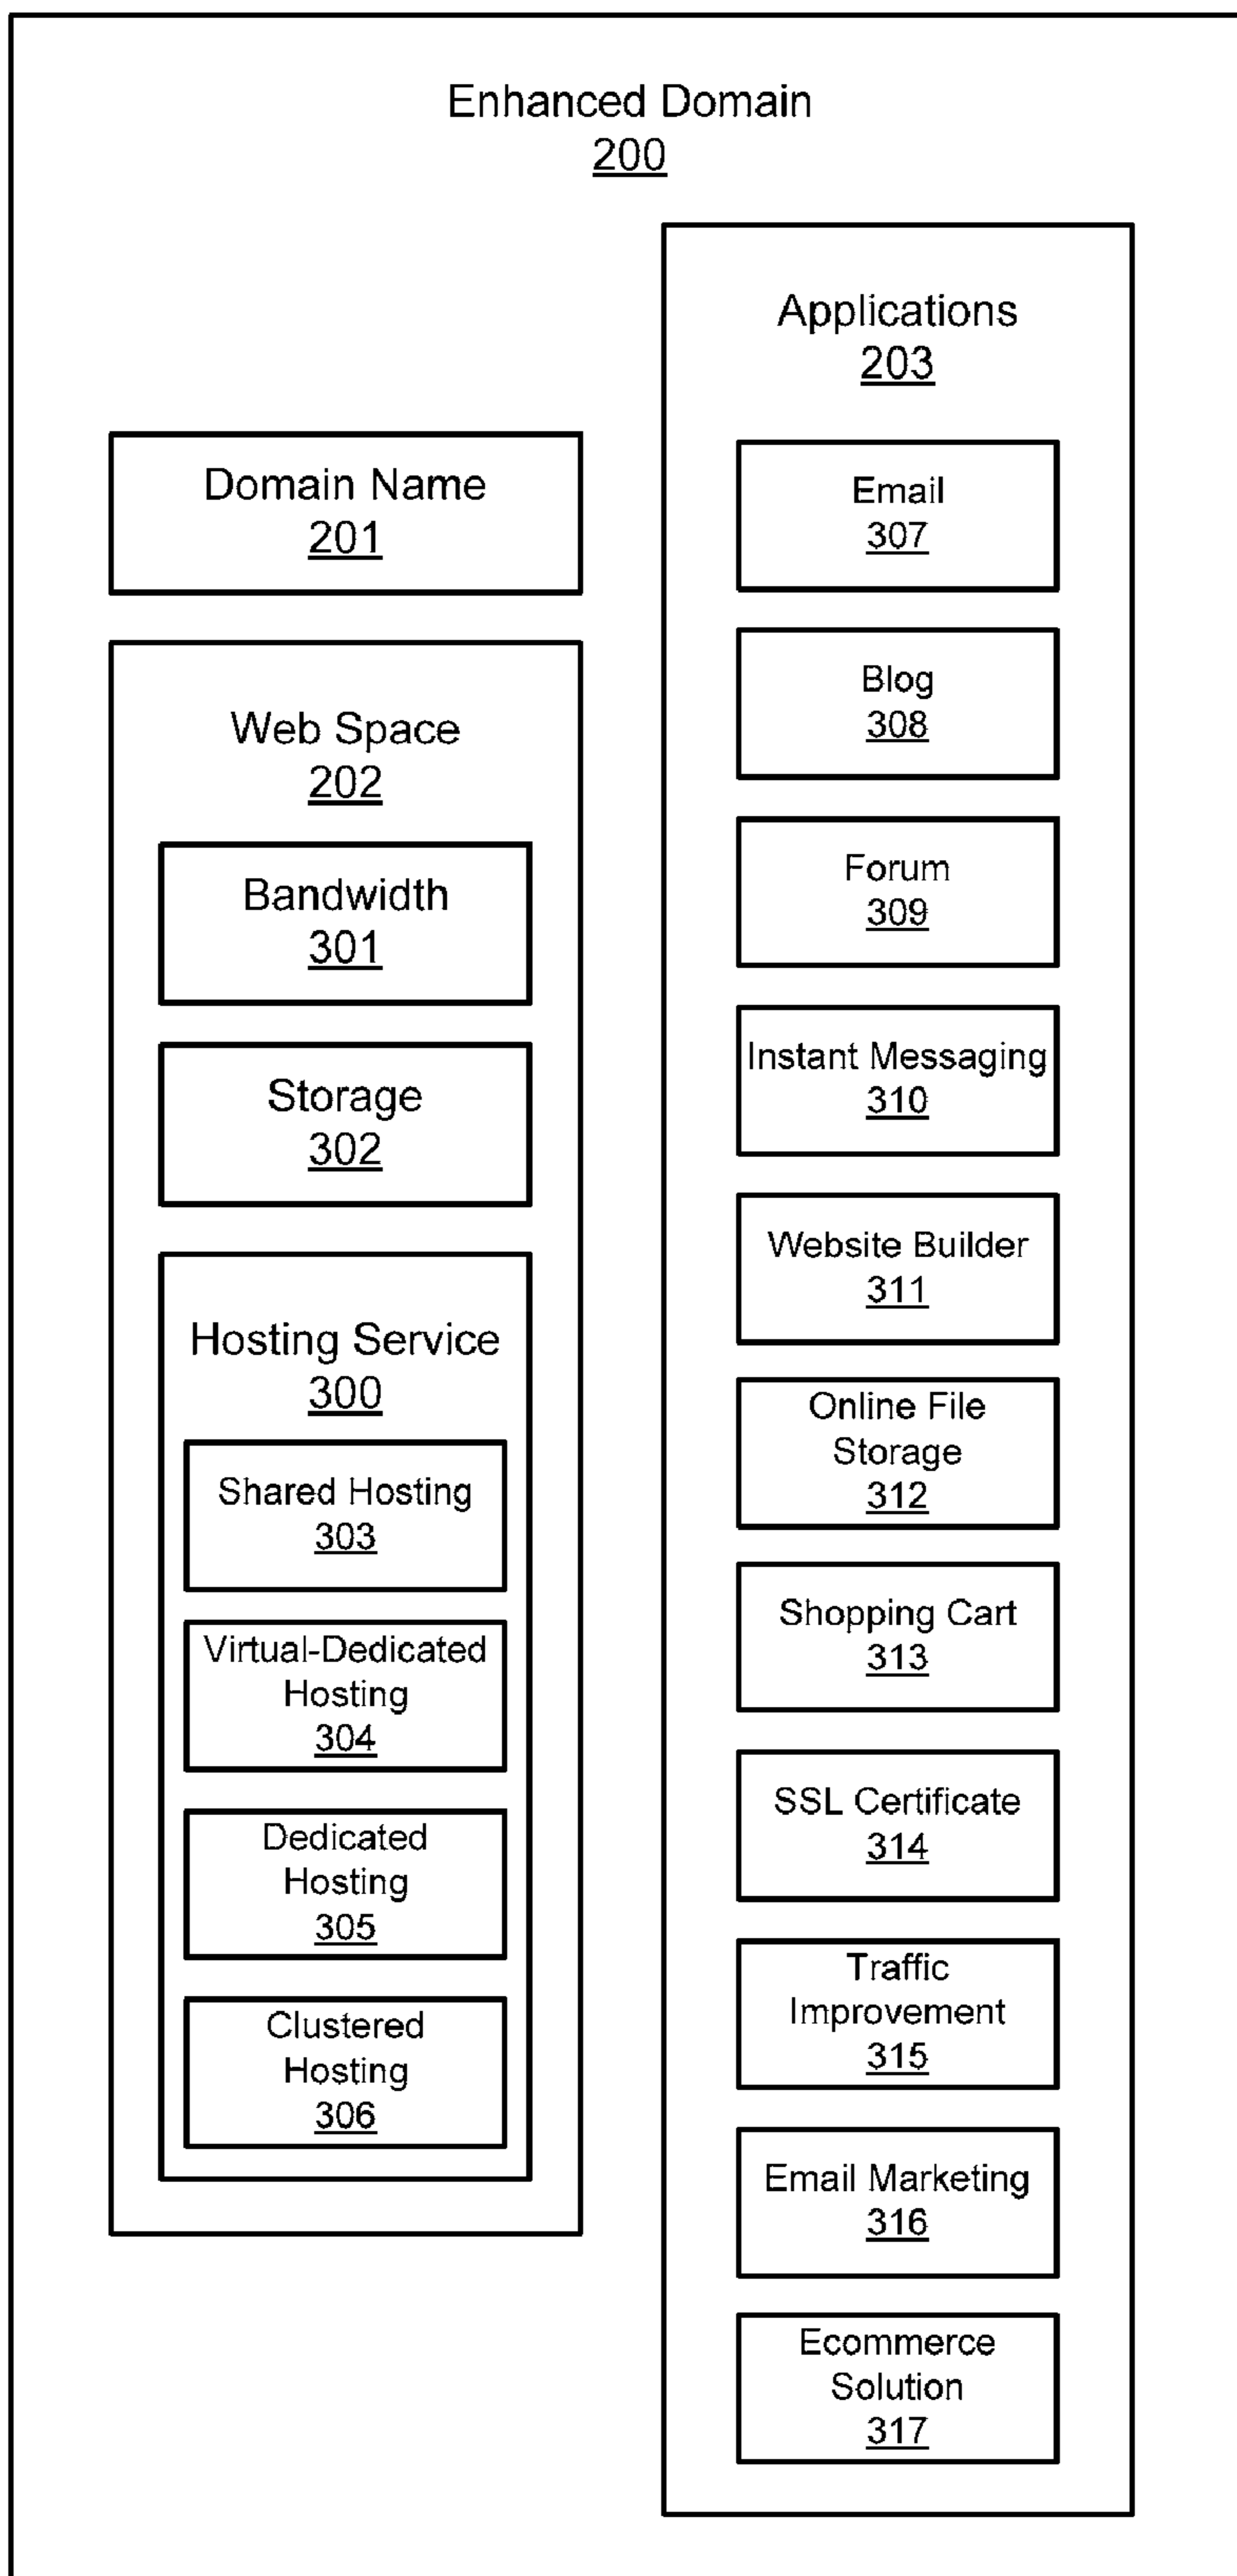 Enhanced Domain
200
Domain Name
201
Web Space
202
Bandwidth
301
Storage
302
Hosting Service
300
Shared Hosting
303
Virtual-Dedicated
Hosting
304
Dedicated
Hosting
305
Clustered
Hosting
306
Applications
203
Email
307
Blog
308
Forum
309
Instant Messaging
310
Website Builder
311
Online File
Storage
312
Shopping Cart
313
SSL Certificate
314
Traffic
Improvement
315
Email Marketing
316
Ecommerce
Solution
317